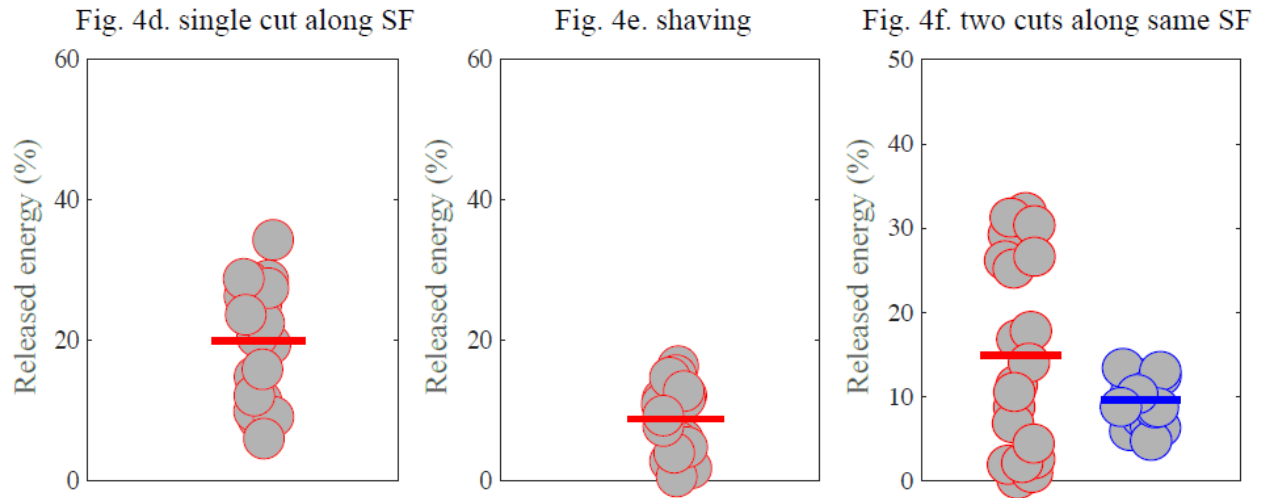 Fig. 4d. single cut along SF
Fig. 4e. shaving
Fig. 4f. two cuts along same SF
Released energy (%)
60
40
20
0
Released energy (%)
60
40
20
0
Released energy (%)
50
40
30
20
10
0